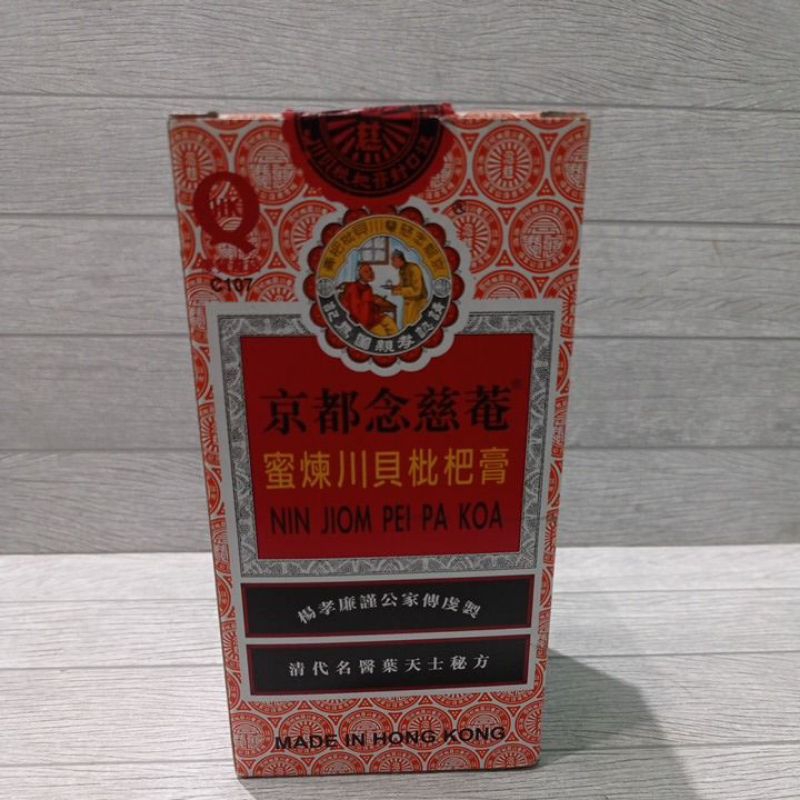 HK
C107
®
京都念慈菴®
蜜煉川貝枇杷膏
NIN JIOM PEI PA KOA
楊孝廉謹公家傳虔製
清代名醫葉天士秘方
MADE IN HONG KONG